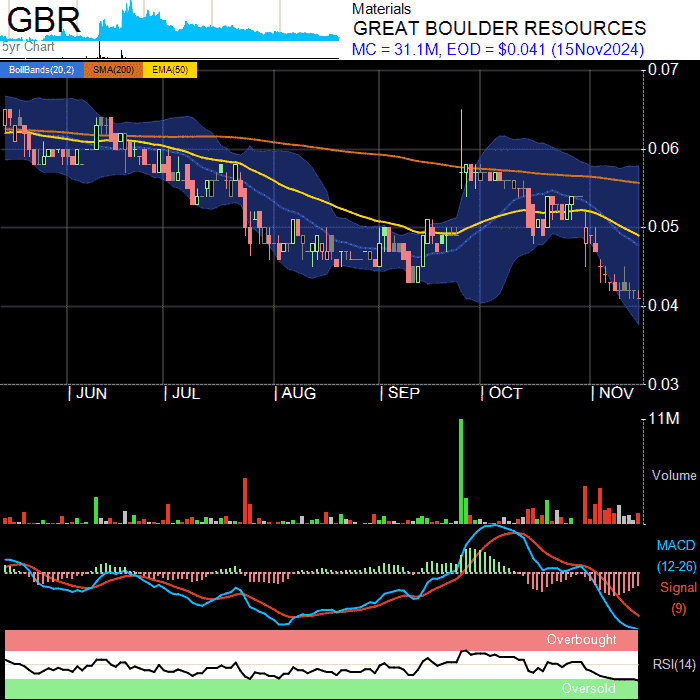 GBR
5yr Chart
Materials
GREAT BOULDER RESOURCES
MC = 31.1M, EOD = $0.041 (15Nov2024)
BollBands(20,2) SMA(200) EMA(50)
0.07
0.06
0.05
0.04
0.03
| JUN | JUL | AUG | SEP | OCT | NOV
11M
Volume
MACD
(12-26)
Signal
(9)
Overbought
RSI(14)
Oversold